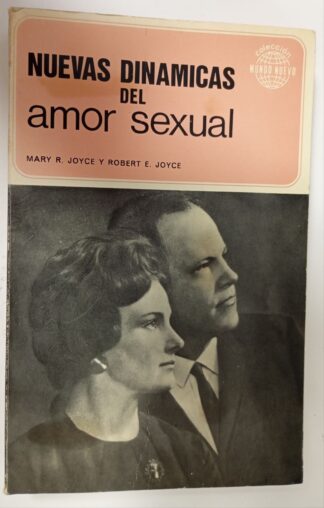 colección
MUNDO NUEVO
NUEVAS DINAMICAS
DEL
amor sexual
MARY R. JOYCE Y ROBERT E. JOYCE